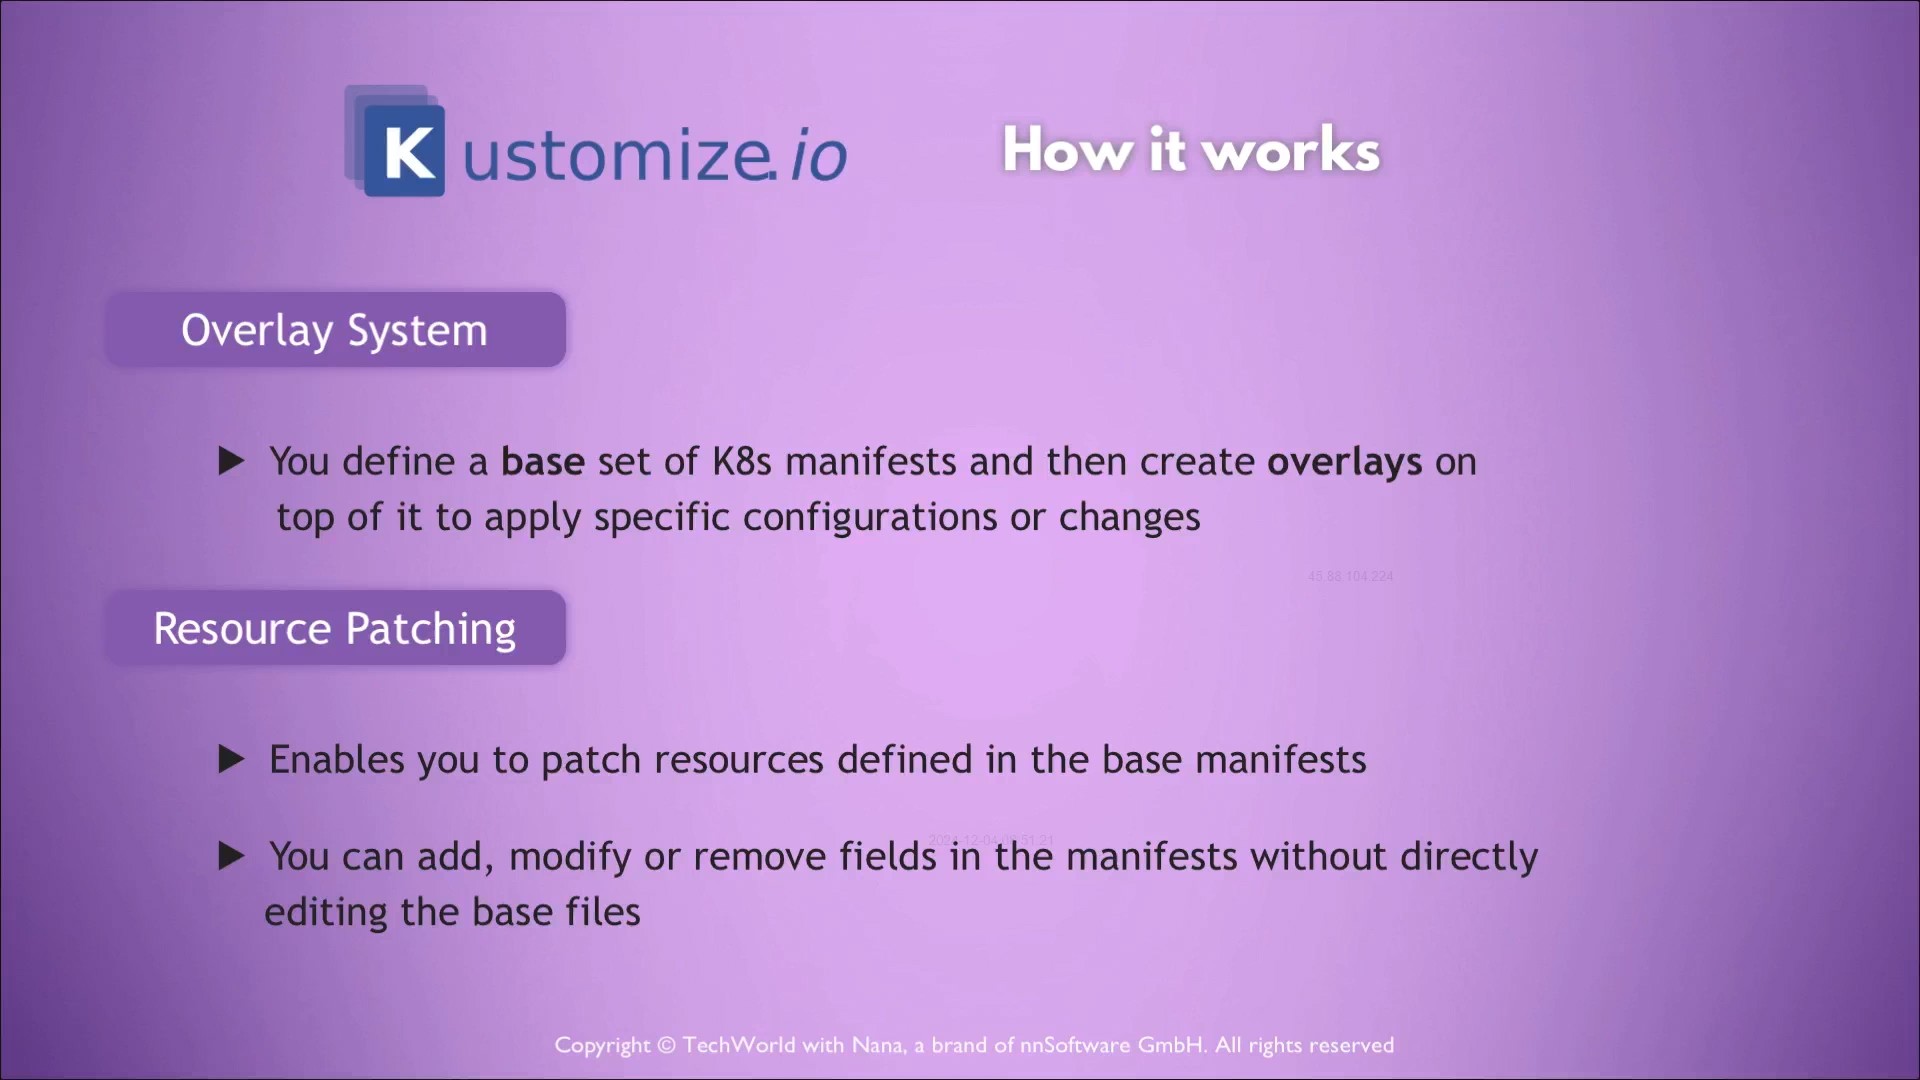 Kustomize.io
How it works
Overlay System
▶ You define a base set of K8s manifests and then create overlays on
top of it to apply specific configurations or changes
45.88.104.224
Resource Patching
▶ Enables you to patch resources defined in the base manifests
▶ You can add, modify or remove fields in the manifests without directly
editing the base files
Copyright © TechWorld with Nana, a brand of nnSoftware GmbH. All rights reserved